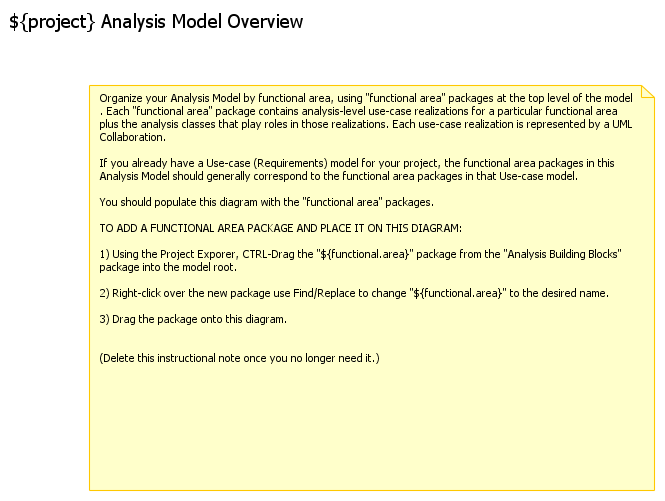 ${project} Analysis Model Overview
Organize your Analysis Model by functional area, using "functional area" packages at the top level of the model
. Each "functional area" package contains analysis-level use-case realizations for a particular functional area
plus the analysis classes that play roles in those realizations. Each use-case realization is represented by a UML
Collaboration.
If you already have a Use-case (Requirements) model for your project, the functional area packages in this
Analysis Model should generally correspond to the functional area packages in that Use-case model.
You should populate this diagram with the "functional area" packages.
TO ADD A FUNCTIONAL AREA PACKAGE AND PLACE IT ON THIS DIAGRAM:
1) Using the Project Exporer, CTRL-Drag the "${functional.area}" package from the "Analysis Building Blocks"
package into the model root.
2) Right-click over the new package use Find/Replace to change "${functional.area}" to the desired name.
3) Drag the package onto this diagram.
(Delete this instructional note once you no longer need it.)